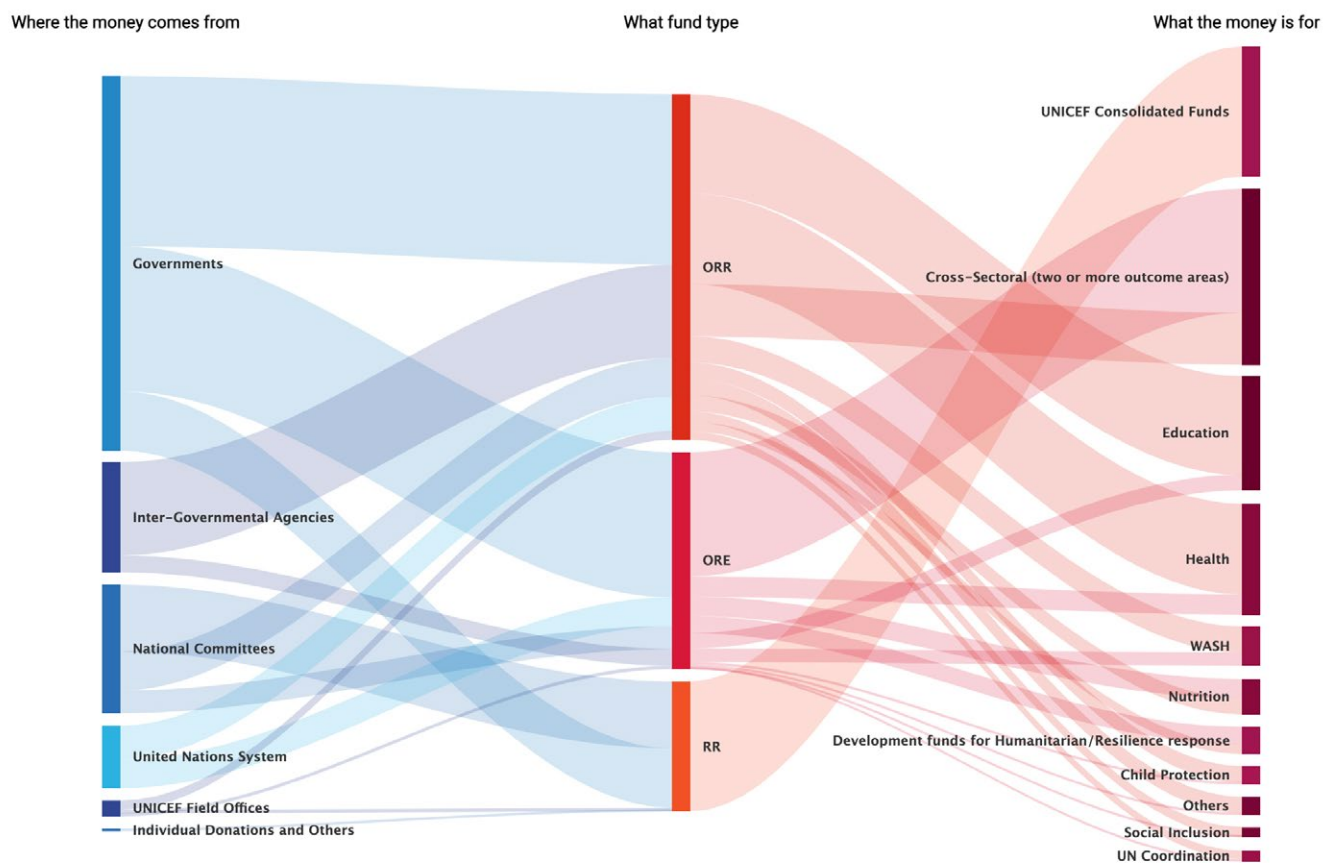 Where the money comes from
What fund type
What the money is for
Governments
Inter-Governmental Agencies
National Committees
United Nations System
UNICEF Field Offices
Individual Donations and Others
ORR
ORE
RR
UNICEF Consolidated Funds
Cross-Sectoral (two or more outcome areas)
Education
Health
WASH
Nutrition
Development funds for Humanitarian/Resilience response
Child Protection
Others
Social Inclusion
UN Coordination